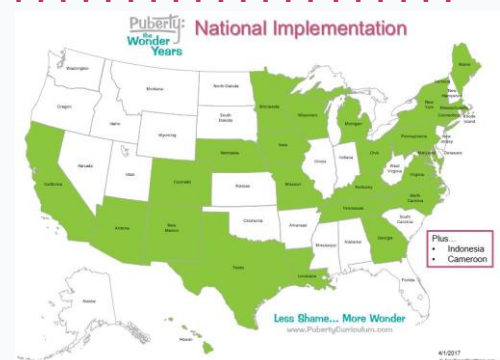 Puberty:
the
Wonder
Years
National Implementation
Washington
Oregon
Idaho
Montana
North Dakota
South
Dakota
Wyoming
Nevada
Utah
California
Arizona
Colorado
New
Mexico
Nebraska
Kansas
Oklahoma
Texas
Minnesota
Iowa
Missouri
Arkansas
Louisiana
Wisconsin
Illinois
Indiana
Michigan
Ohio
Kentucky
Tennessee
Mississippi
Alabama
Georgia
Florida
South
Carolina
North
Carolina
Virginia
West
Virginia
Maryland
Delaware
Pennsylvania
New
Jersey
New
York
Connecticut
Rhode
Island
Massachusetts
New
Hampshire
Vermont
Maine
Alaska
Hawaii
Plus...
• Indonesia
• Cameroon
Less Shame... More Wonder
www.PubertyCurriculum.com
4/1/2017